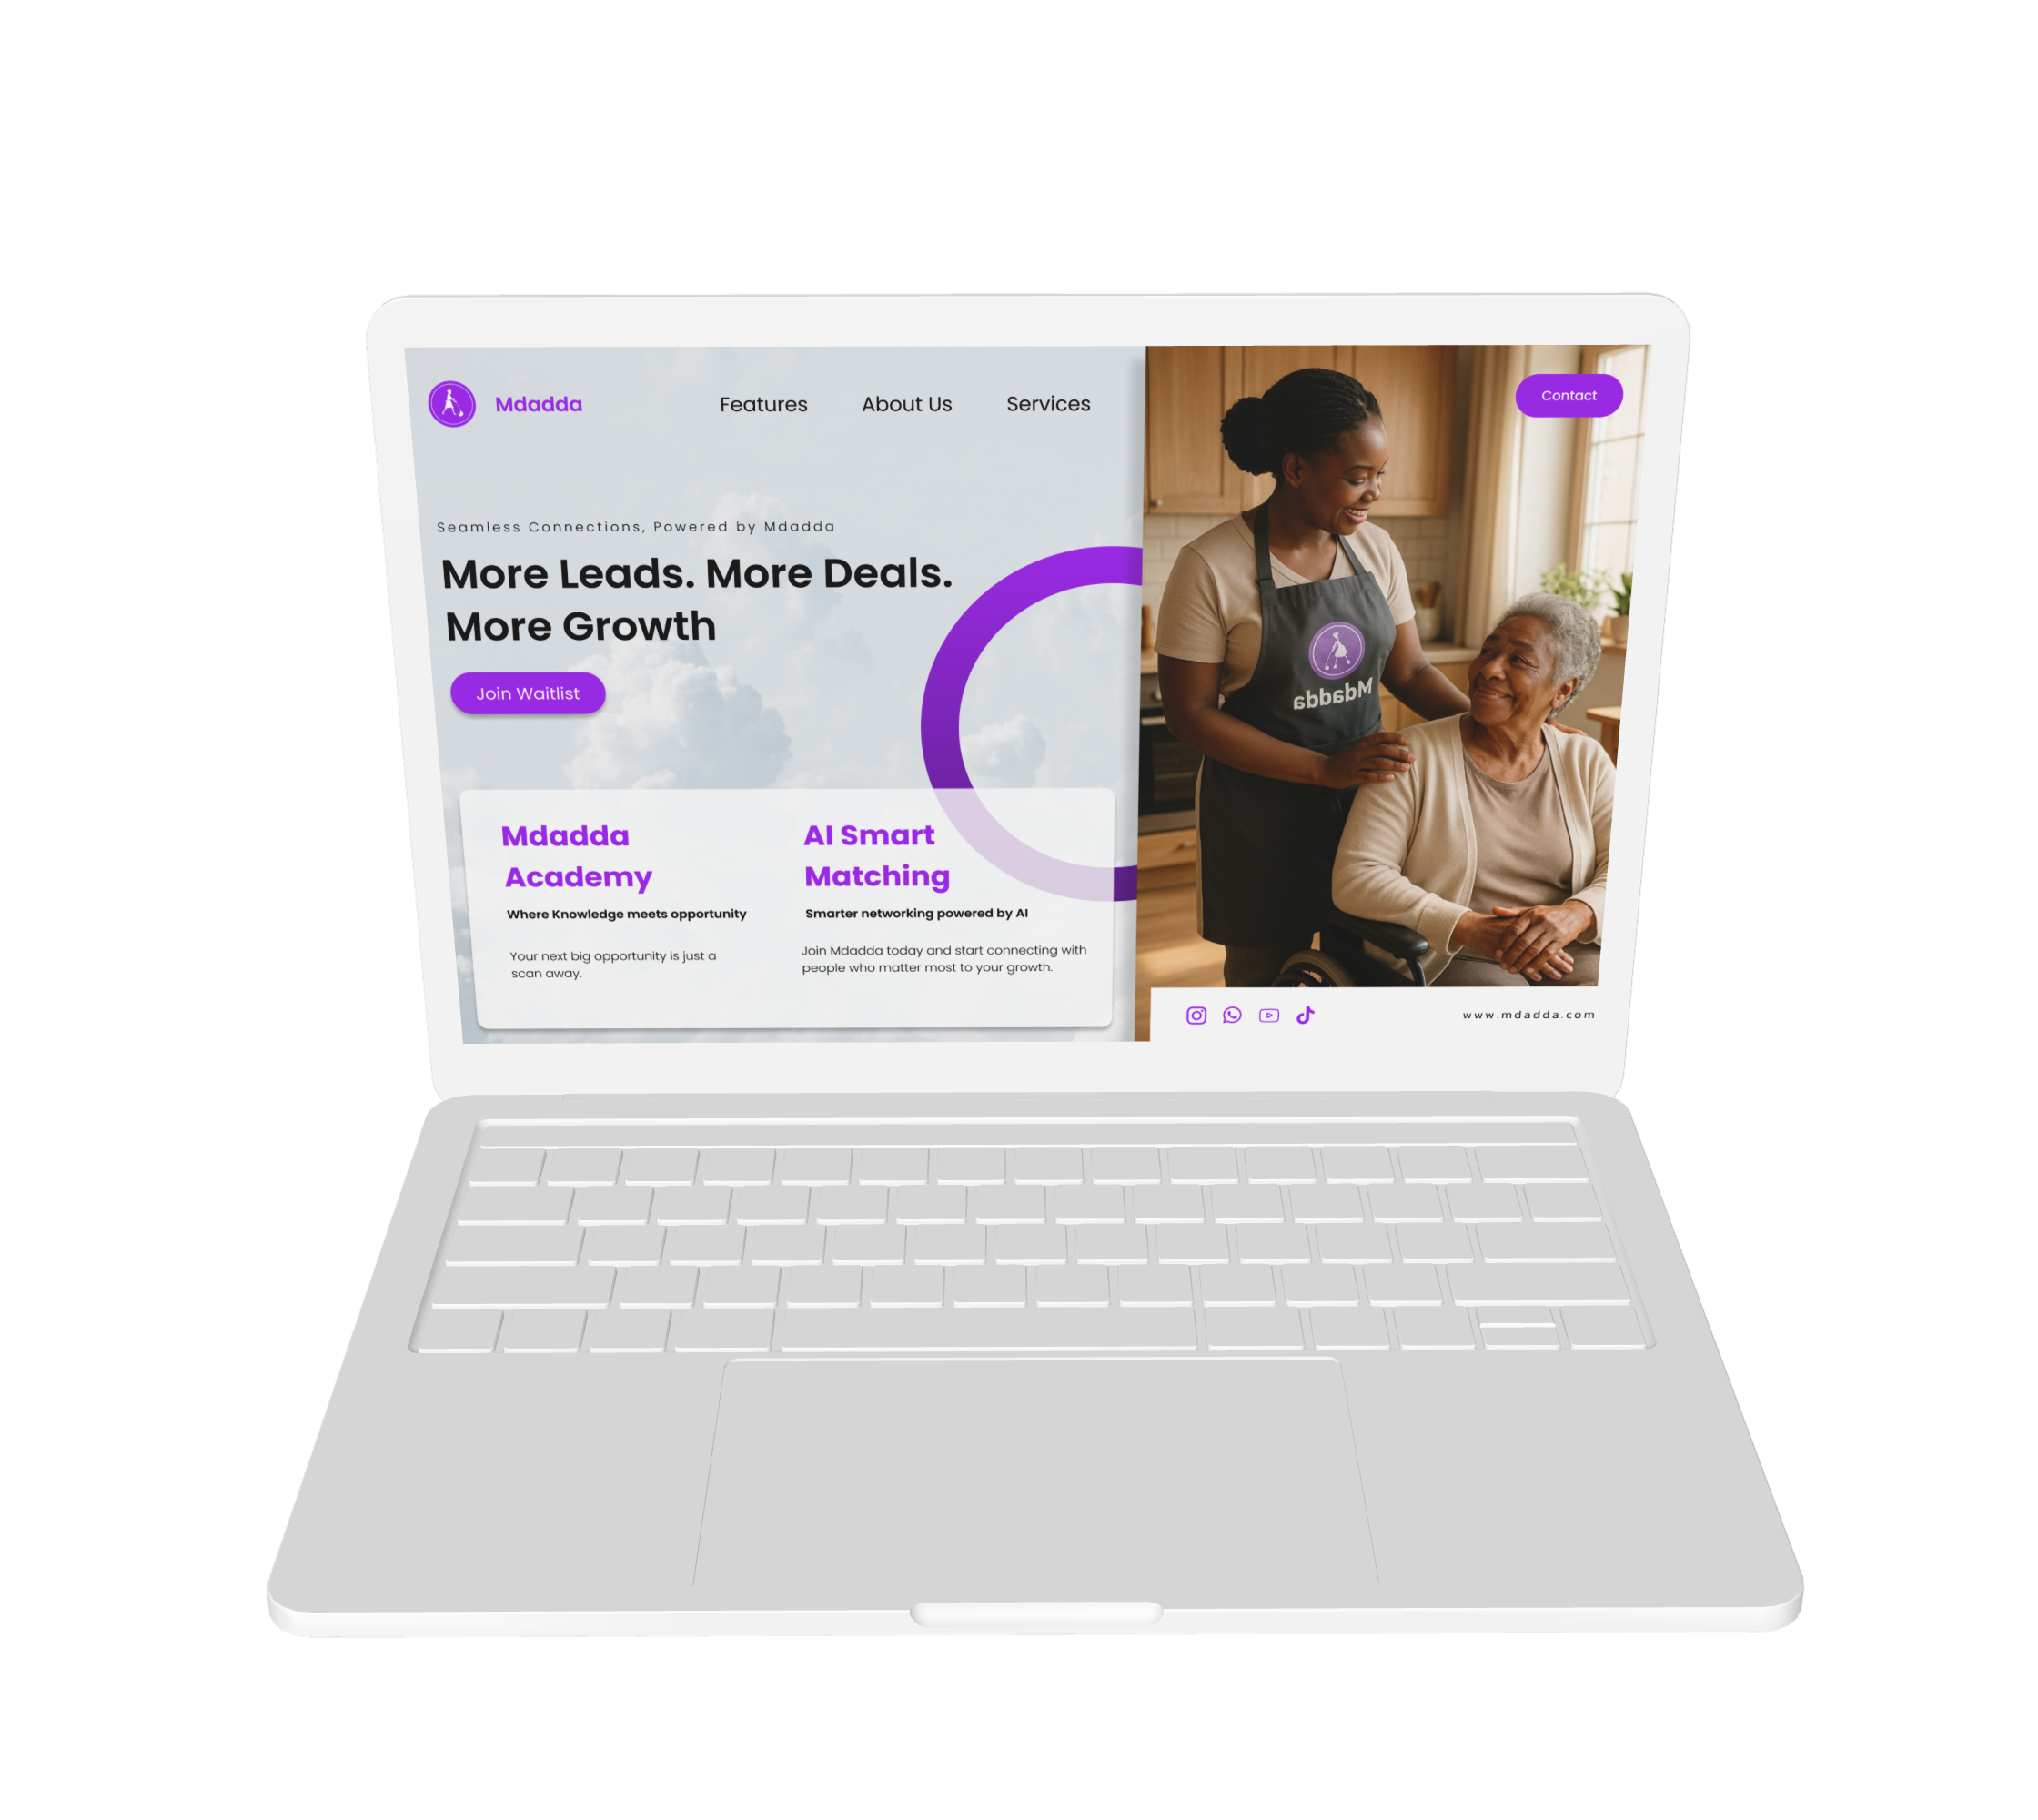 Mdadda
Features
About Us
Services
Contact
Seamless Connections, Powered by Mdadda
More Leads. More Deals.
More Growth
Join Waitlist
Mdadda
Mdadda
Academy
Where Knowledge meets opportunity
Your next big opportunity is just a
scan away.
AI Smart
Matching
Smarter networking powered by AI
Join Mdadda today and start connecting with
people who matter most to your growth.
www.mdadda.com